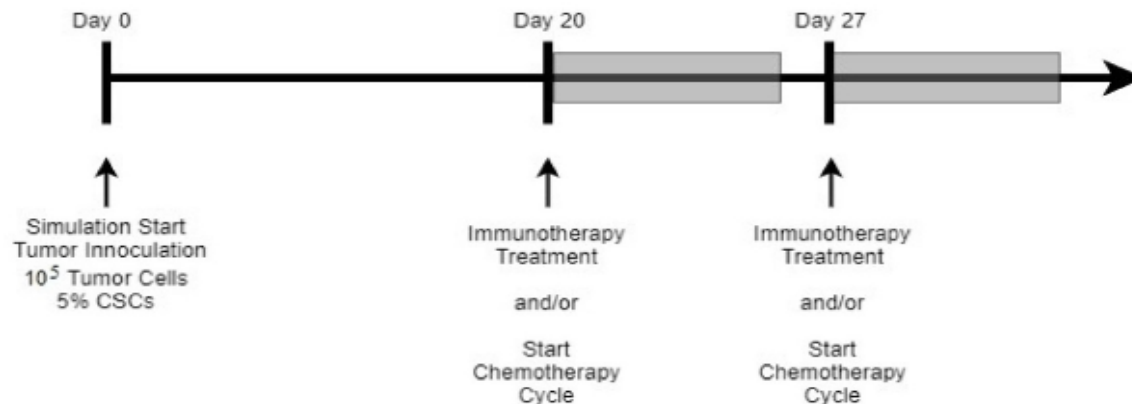 Day 0
Day 20
Day 27
Simulation Start
Tumor Innoculation
10⁵ Tumor Cells
5% CSCs
Immunotherapy
Treatment
and/or
Start
Chemotherapy
Cycle
Immunotherapy
Treatment
and/or
Start
Chemotherapy
Cycle